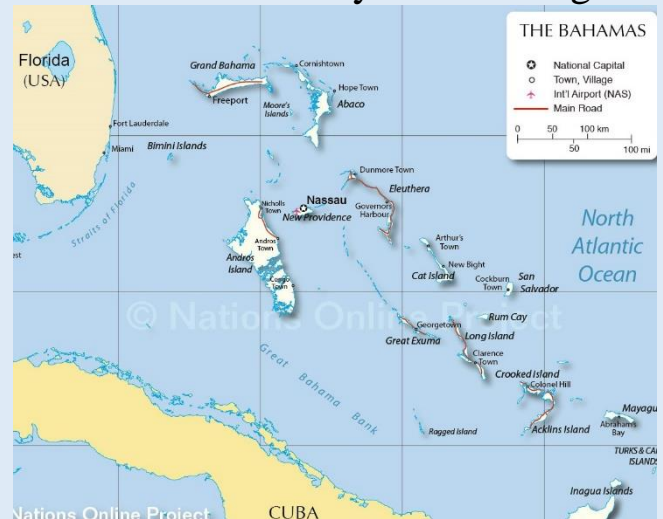 THE BAHAMAS
National Capital
Town, Village
Int'l Airport (NAS)
Main Road
0 50 100 km
0 50 100 mi
Florida
(USA)
Grand Bahama
Cornishtown
Hope Town
Freeport
Moore's
Islands
Abaco
Fort Lauderdale
Miami
Bimini Islands
Straits of Florida
Dunmore Town
Eleuthera
Nicholls
Town
Nassau
New Providence
Governors
Harbour
North
Atlantic
Ocean
Andros
Town
Andros
Island
Arthur's
Town
New Bight
Cat Island
Cockburn
Town
San
Salvador
© Nations Online Project
Rum Cay
Georgetown
Great Exuma
Long Island
Clarence
Town
Great Bahama Bank
Crooked Island
Colonel Hill
Acklins Island
Ragged Island
Mayagu
Abraham's
Bay
TURKS & CA
ISLANDS
Inagua Islands
CUBA
Nations Online Project